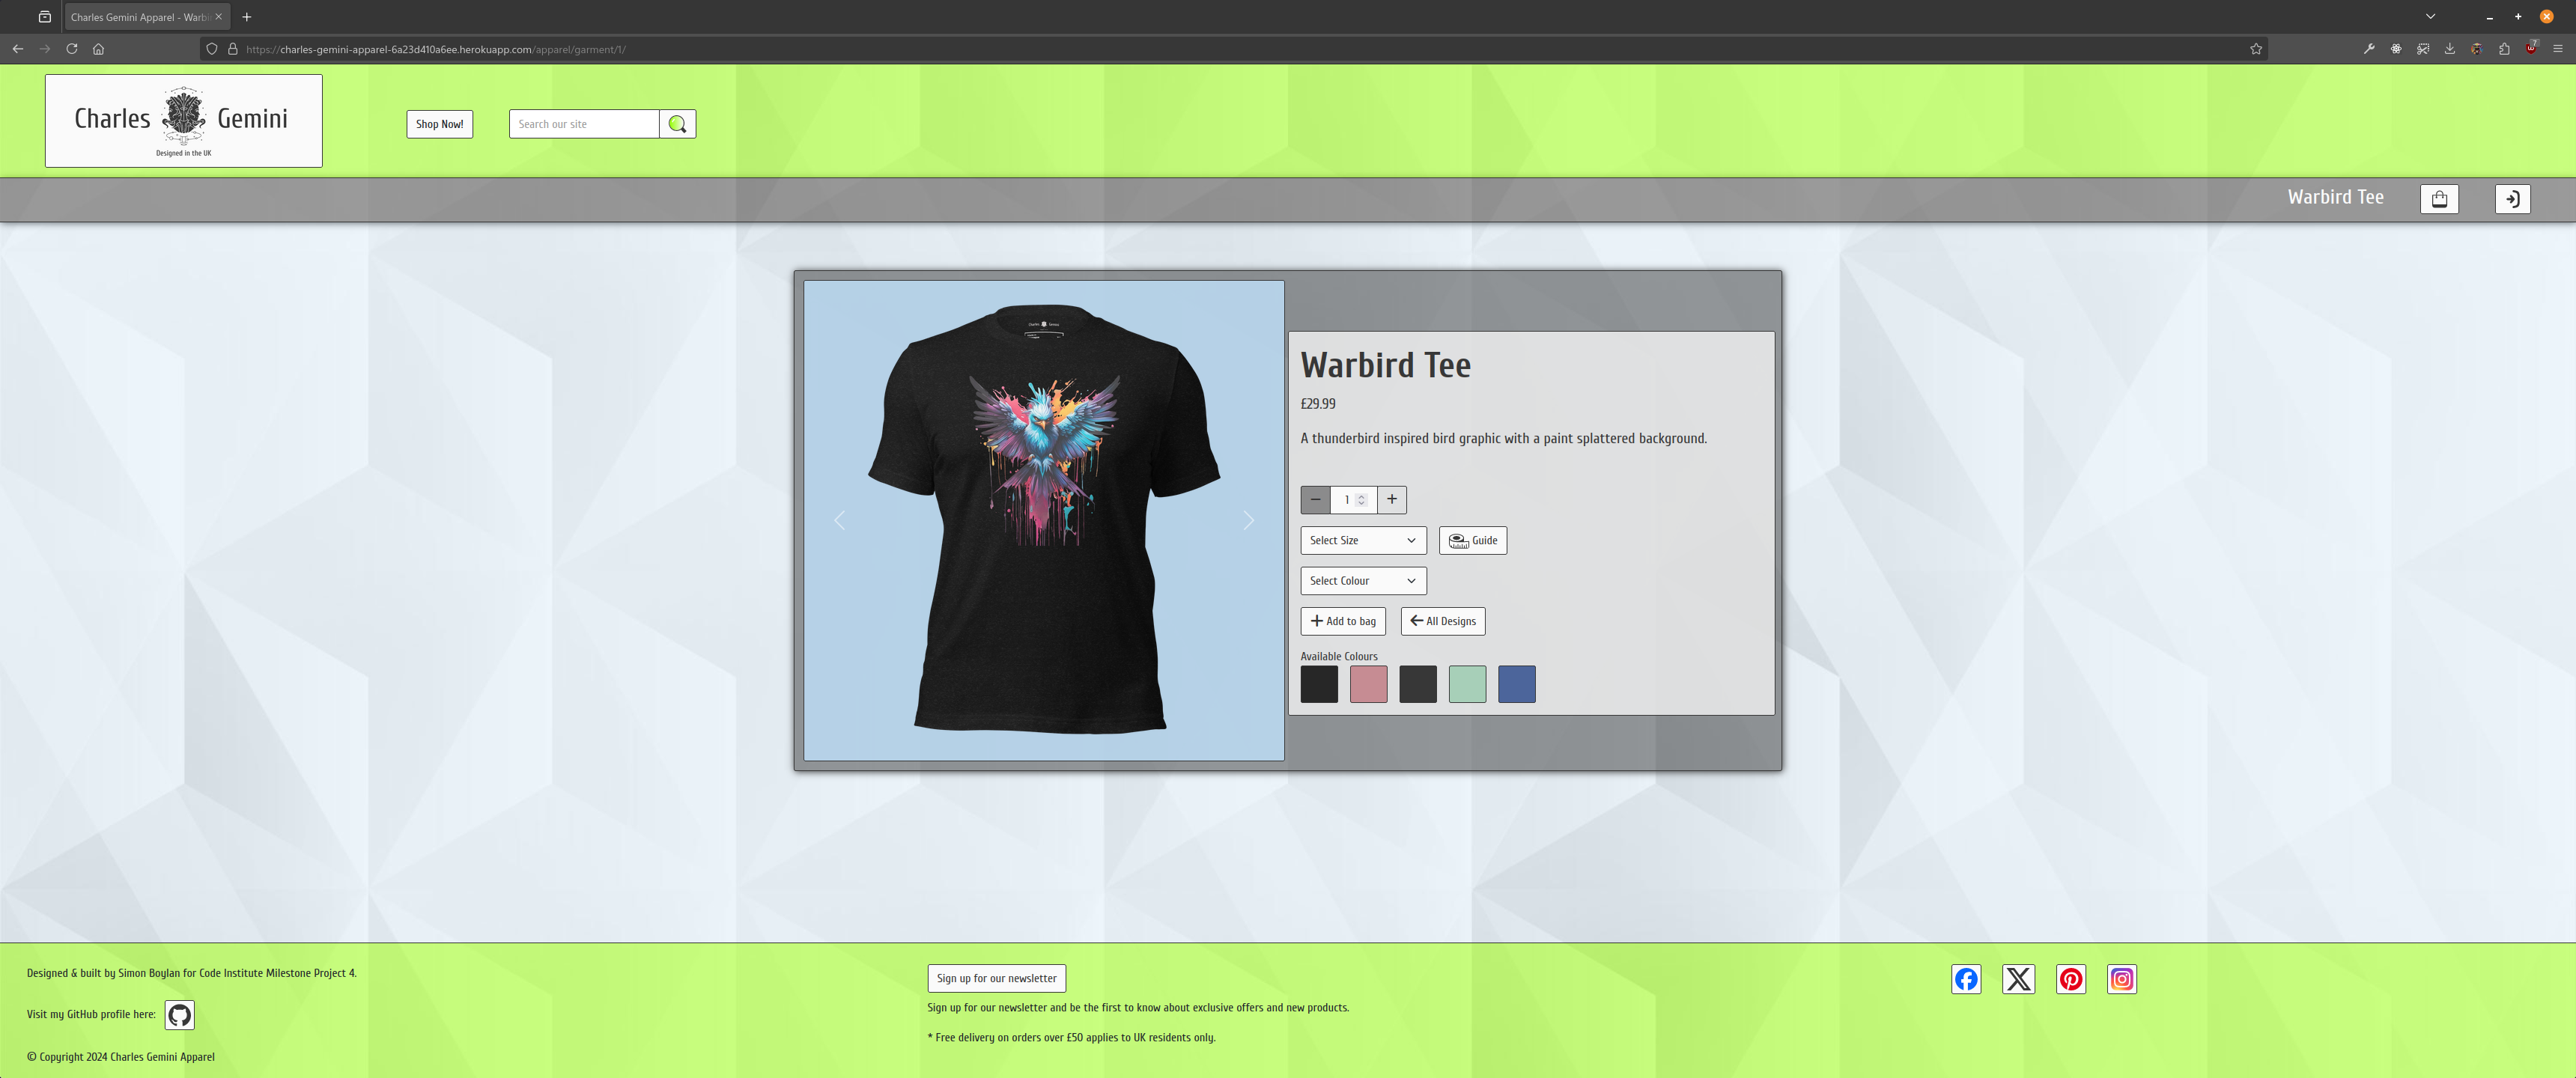 Charles Gemini Apparel - Warbir
https://charles-gemini-apparel-6a23d410a6ee.herokuapp.com/apparel/garment/1/
7
Charles Gemini
Designed in the UK
Shop Now!
Search our site
Warbird Tee
Charles Gemini
Warbird Tee
£29.99
A thunderbird inspired bird graphic with a paint splattered background.
1
Select Size
Guide
Select Colour
Add to bag
All Designs
Available Colours
Designed & built by Simon Boylan for Code Institute Milestone Project 4.
Visit my GitHub profile here:
© Copyright 2024 Charles Gemini Apparel
Sign up for our newsletter
Sign up for our newsletter and be the first to know about exclusive offers and new products.
* Free delivery on orders over £50 applies to UK residents only.